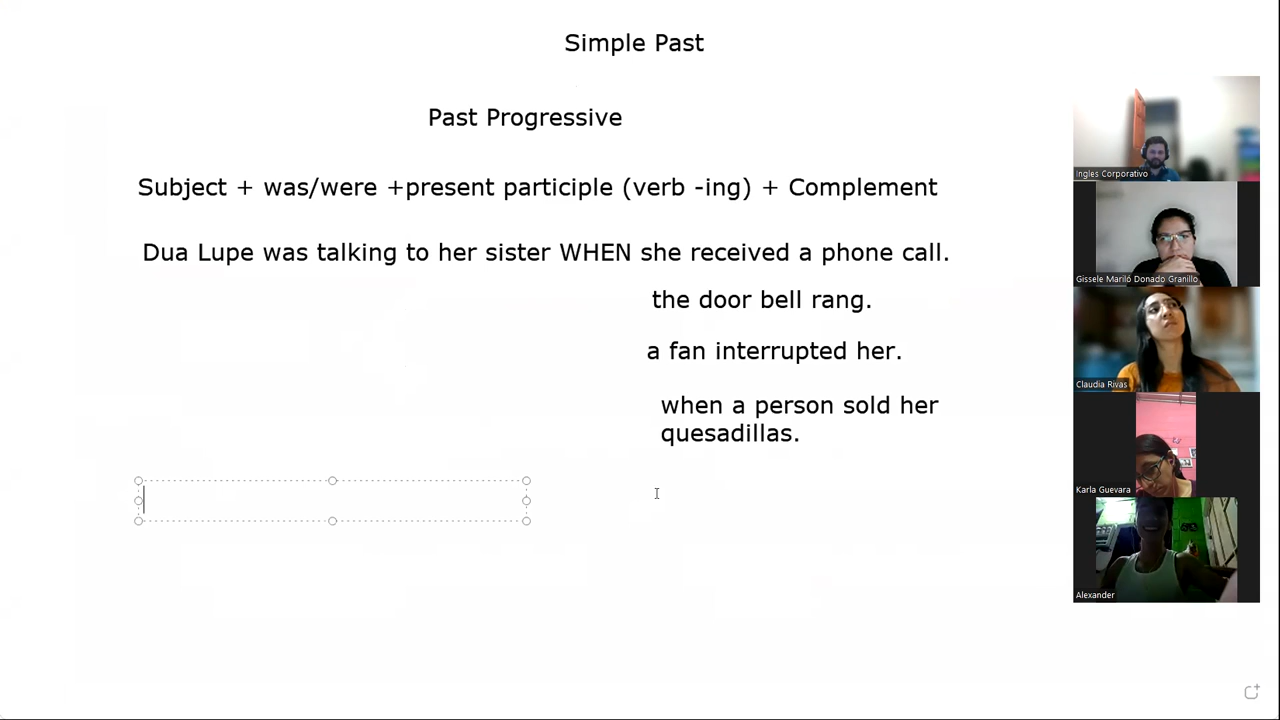 Simple Past
Past Progressive
Subject + was/were +present participle (verb -ing) + Complement
Dua Lupe was talking to her sister WHEN she received a phone call.
the door bell rang.
a fan interrupted her.
when a person sold her
quesadillas.
Ingles Corporativo
Gissele Mariló Donado Granillo
Claudia Rivas
Karla Guevara
Alexander